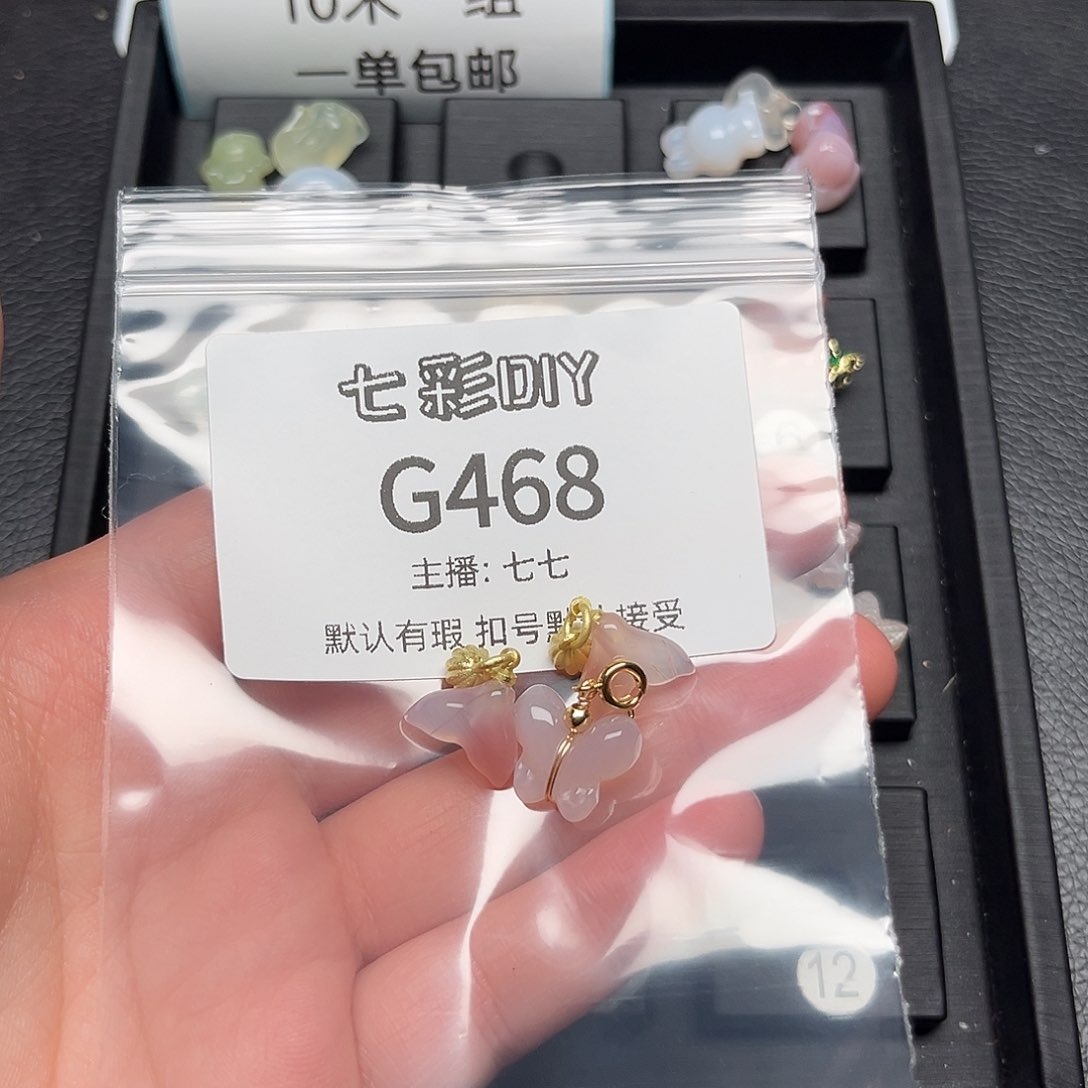 一单包邮
七彩DIY
G468
主播: 七七
默认有瑕 扣号默认接受
12